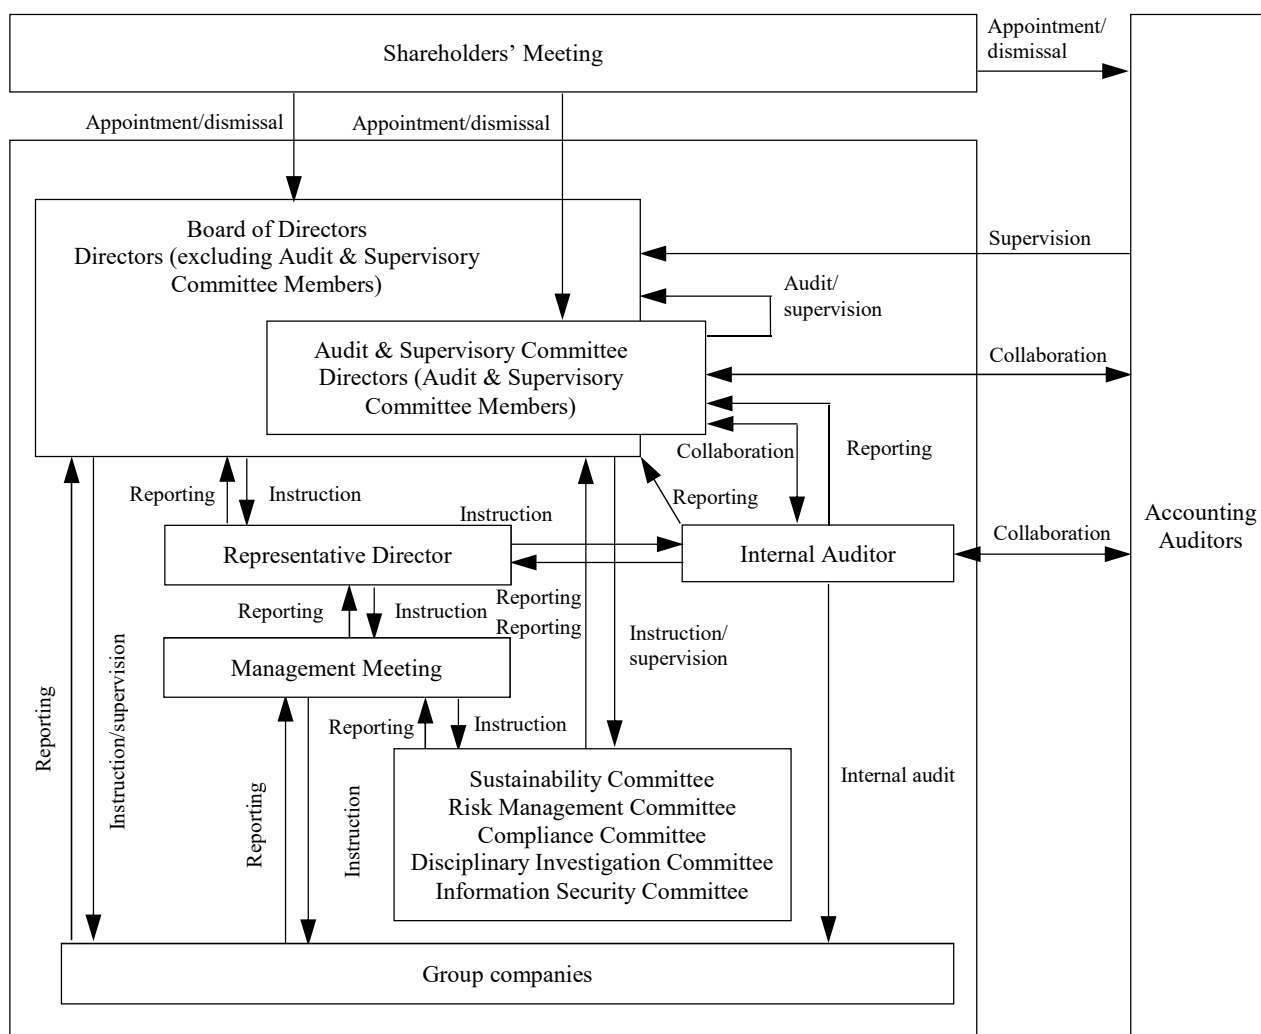 Shareholders’ Meeting
Appointment/
dismissal
Appointment/dismissal
Appointment/dismissal
Board of Directors
Directors (excluding Audit & Supervisory
Committee Members)
Supervision
Audit/
supervision
Audit & Supervisory Committee
Directors (Audit & Supervisory
Committee Members)
Collaboration
Collaboration
Reporting
Reporting
Instruction
Reporting
Instruction
Representative Director
Internal Auditor
Collaboration
Accounting
Auditors
Reporting
Instruction
Reporting
Reporting
Instruction/
supervision
Management Meeting
Reporting
Instruction/supervision
Reporting
Instruction
Reporting
Instruction
Sustainability Committee
Risk Management Committee
Compliance Committee
Disciplinary Investigation Committee
Information Security Committee
Internal audit
Group companies